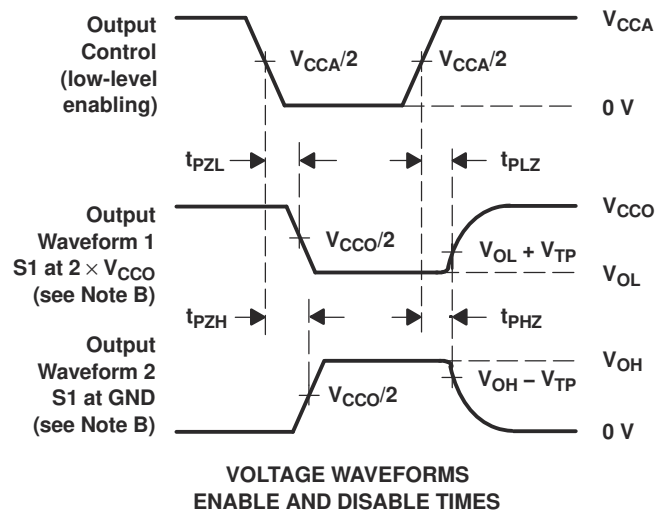 Output
Control
(low-level
enabling)
V_CCA/2
V_CCA/2
V_CCA
0 V
t_PZL
t_PLZ
Output
Waveform 1
S1 at 2 × V_CCO
(see Note B)
V_CCO/2
V_OL + V_TP
V_CCO
V_OL
t_PZH
t_PHZ
Output
Waveform 2
S1 at GND
(see Note B)
V_CCO/2
V_OH − V_TP
V_OH
0 V
VOLTAGE WAVEFORMS
ENABLE AND DISABLE TIMES